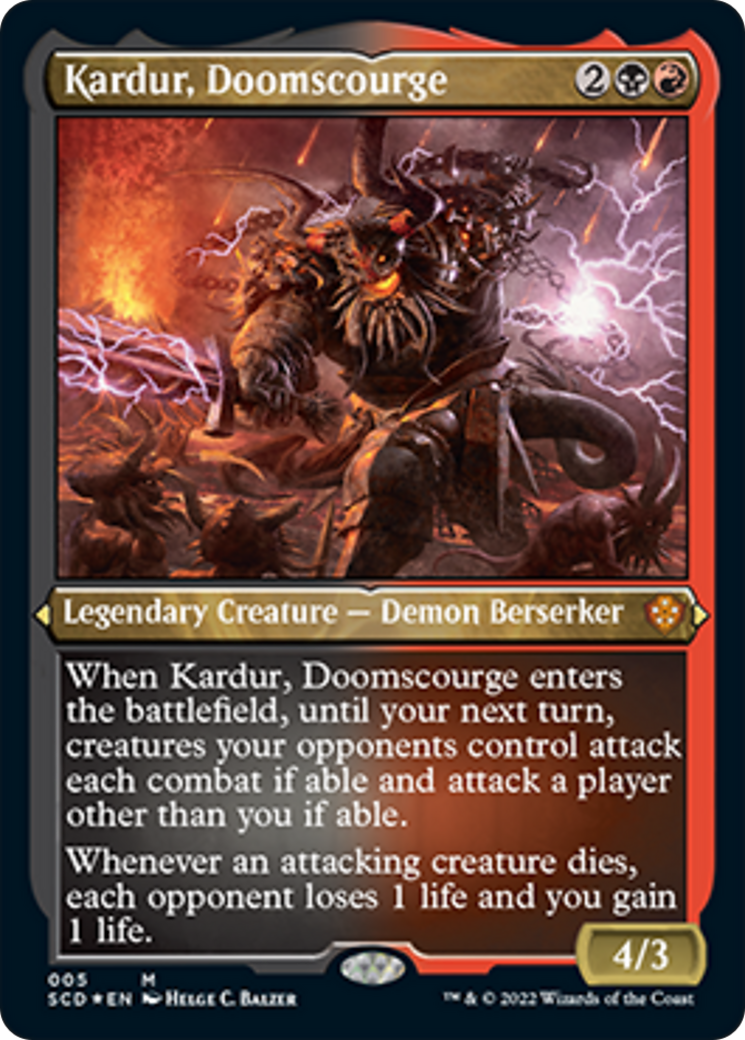 Kardur, Doomscourge 2
Legendary Creature — Demon Berserker
When Kardur, Doomscourge enters
the battlefield, until your next turn,
creatures your opponents control attack
each combat if able and attack a player
other than you if able.
Whenever an attacking creature dies,
each opponent loses 1 life and you gain
1 life.
4/3
005 M
SCD★EN Helge C. Balzer ™ & © 2022 Wizards of the Coast